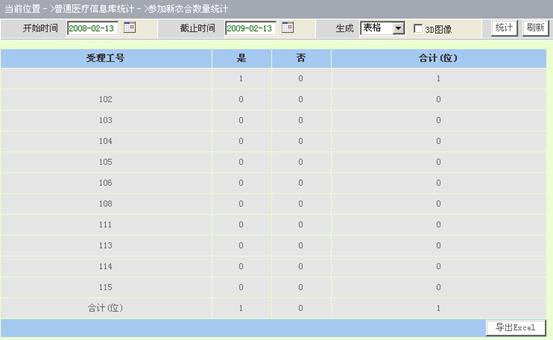 当前位置->普通医疗信息库统计->参加新农合数量统计
开始时间 2008-02-13 截止时间 2009-02-13 生成 表格 3D图像 统计 刷新
受理工号 是 否 合计(位)
1 0 1
102 0 0 0
103 0 0 0
104 0 0 0
105 0 0 0
106 0 0 0
108 0 0 0
111 0 0 0
113 0 0 0
114 0 0 0
115 0 0 0
合计(位) 1 0 1
导出Excel